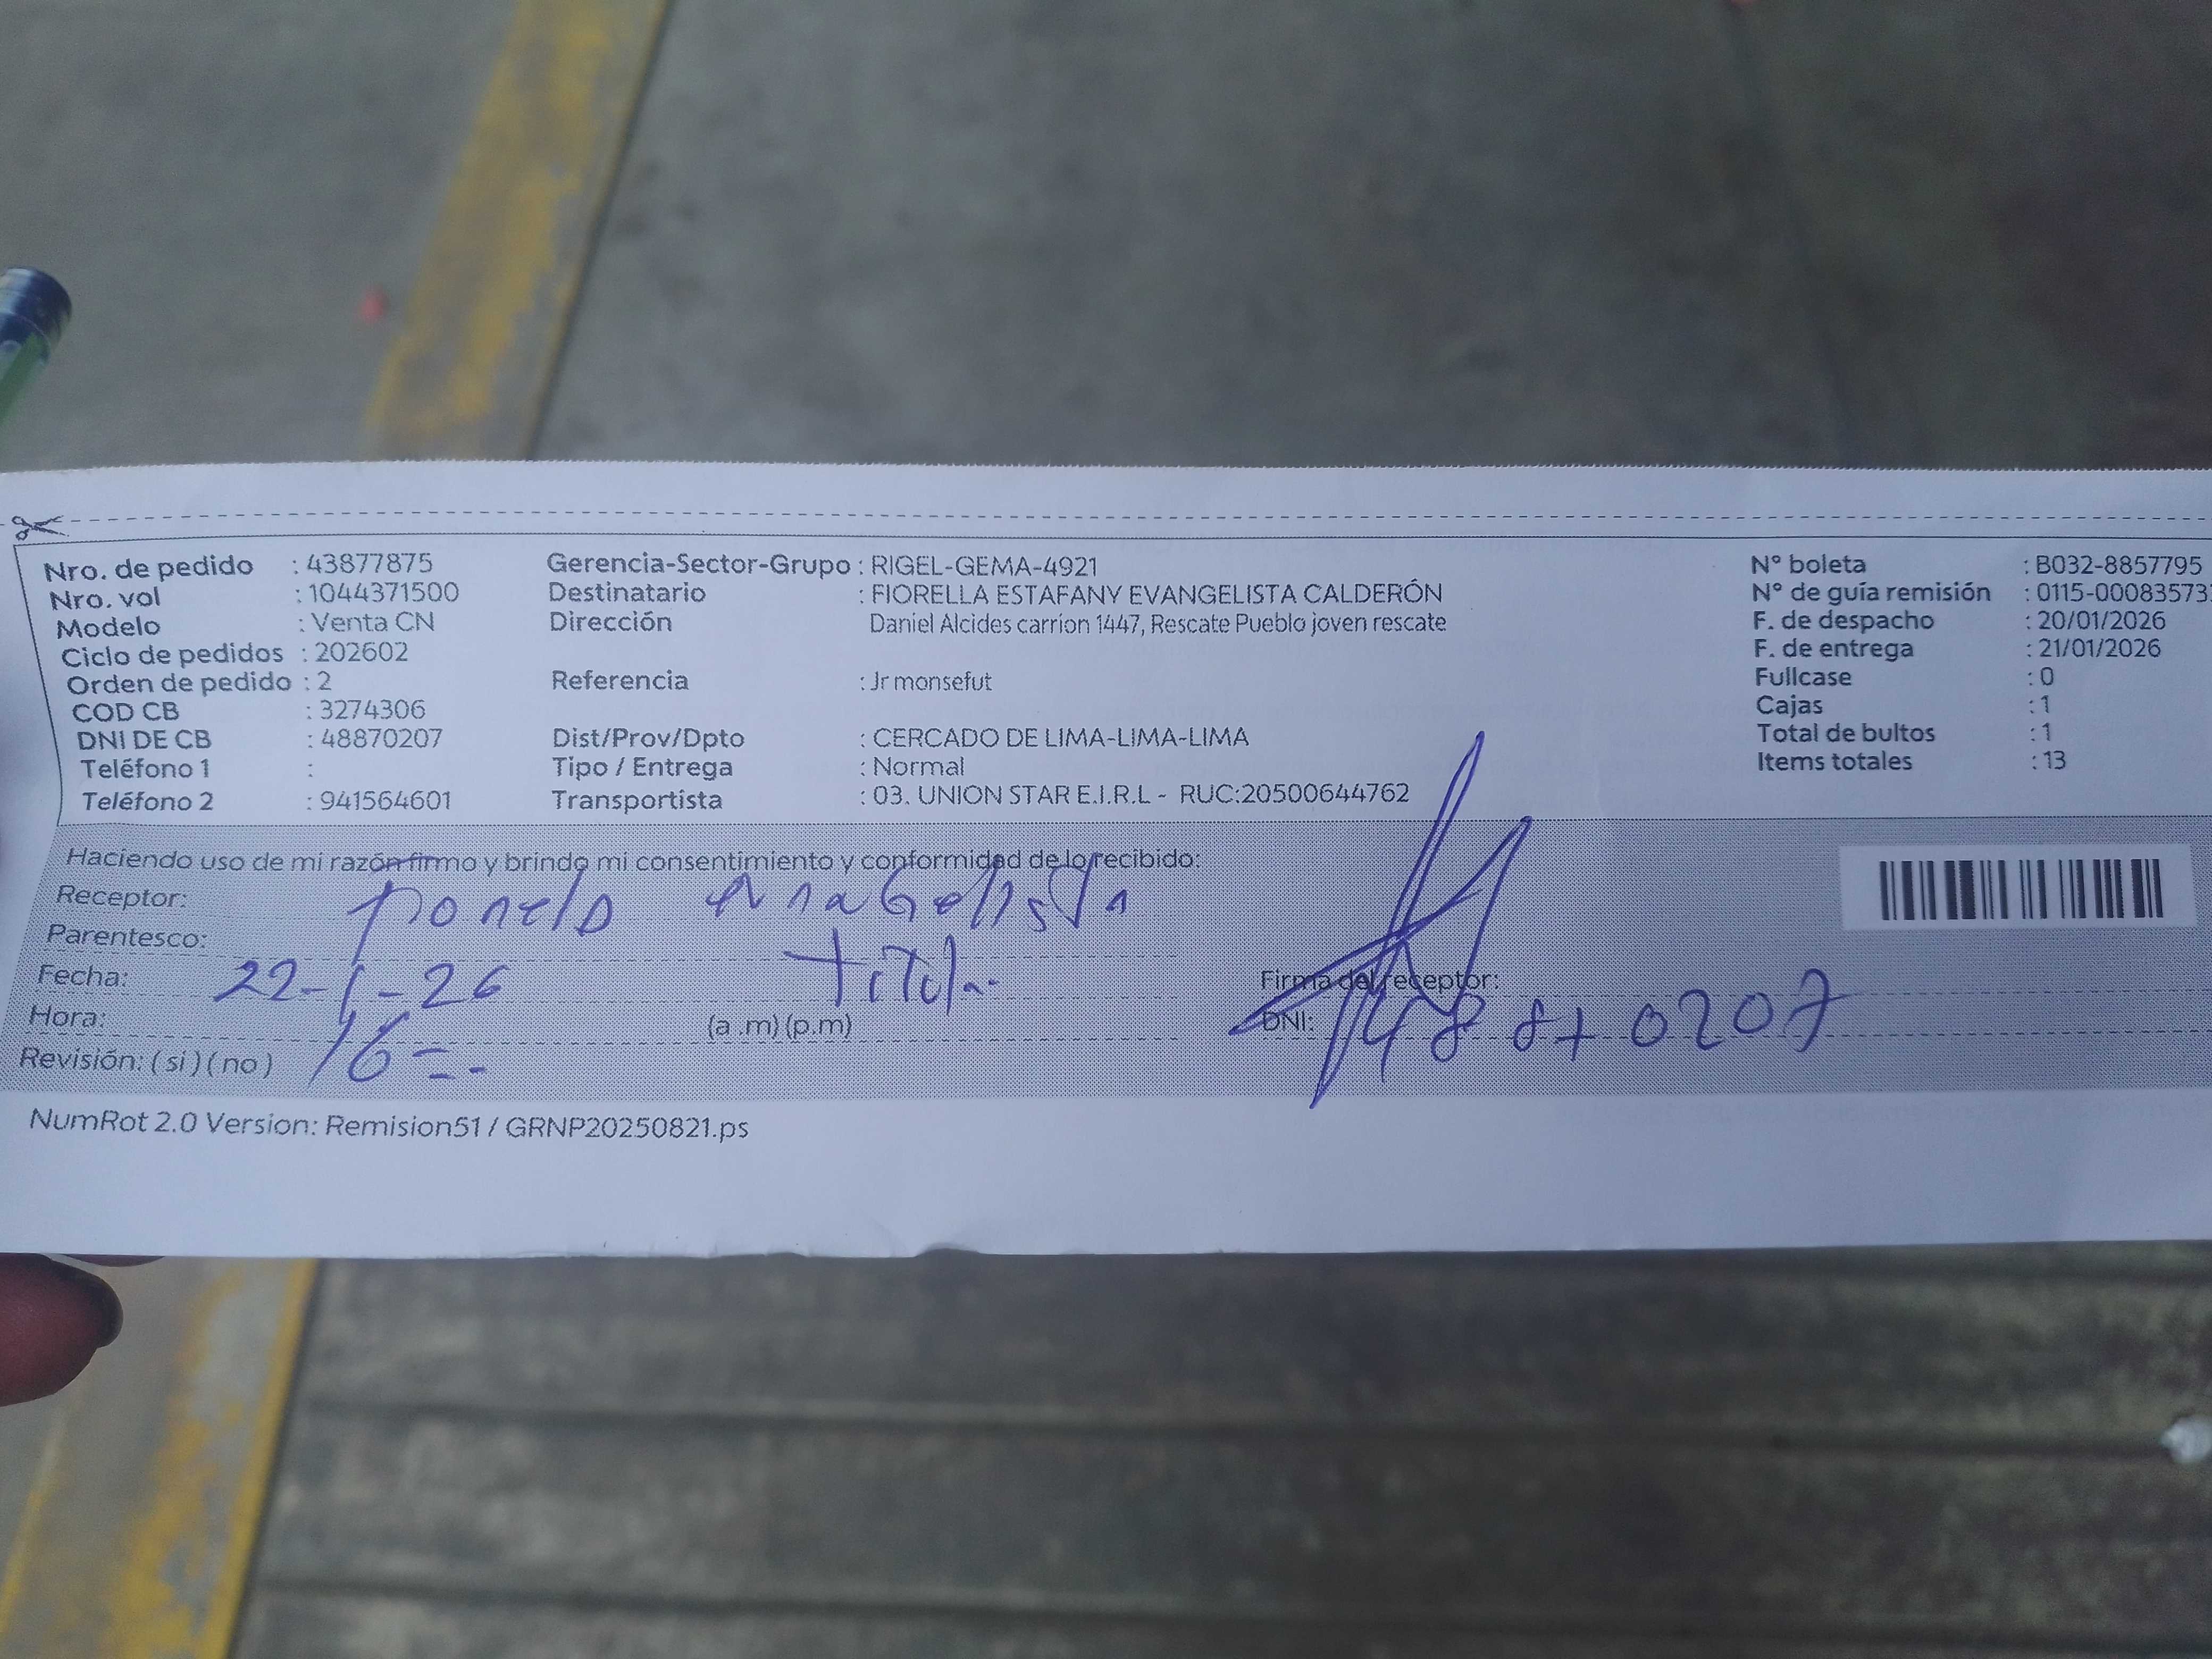 Nro. de pedido : 43877875 Gerencia-Sector-Grupo : RIGEL-GEMA-4921 N° boleta : B032-8857795
Nro. vol : 1044371500 Destinatario : FIORELLA ESTAFANY EVANGELISTA CALDERÓN N° de guía remisión : 0115-00083573
Modelo : Venta CN Dirección Daniel Alcides carrion 1447, Rescate Pueblo joven rescate F. de despacho : 20/01/2026
Ciclo de pedidos : 202602 F. de entrega : 21/01/2026
Orden de pedido : 2 Referencia : Jr monsefut Fullcase : 0
COD CB : 3274306 Cajas : 1
DNI DE CB : 48870207 Dist/Prov/Dpto : CERCADO DE LIMA-LIMA-LIMA Total de bultos : 1
Teléfono 1 : Tipo / Entrega : Normal Items totales : 13
Teléfono 2 : 941564601 Transportista : 03. UNION STAR E.I.R.L - RUC:20500644762
Haciendo uso de mi razón firmo y brindo mi consentimiento y conformidad de lo recibido:
Receptor:
Parentesco:
Fecha: 22-1-26 Firma del receptor:
Hora: 16 (a .m) (p.m) DNI: 48870207
Revisión: ( si ) ( no )
NumRot 2.0 Version: Remision51 / GRNP20250821.ps